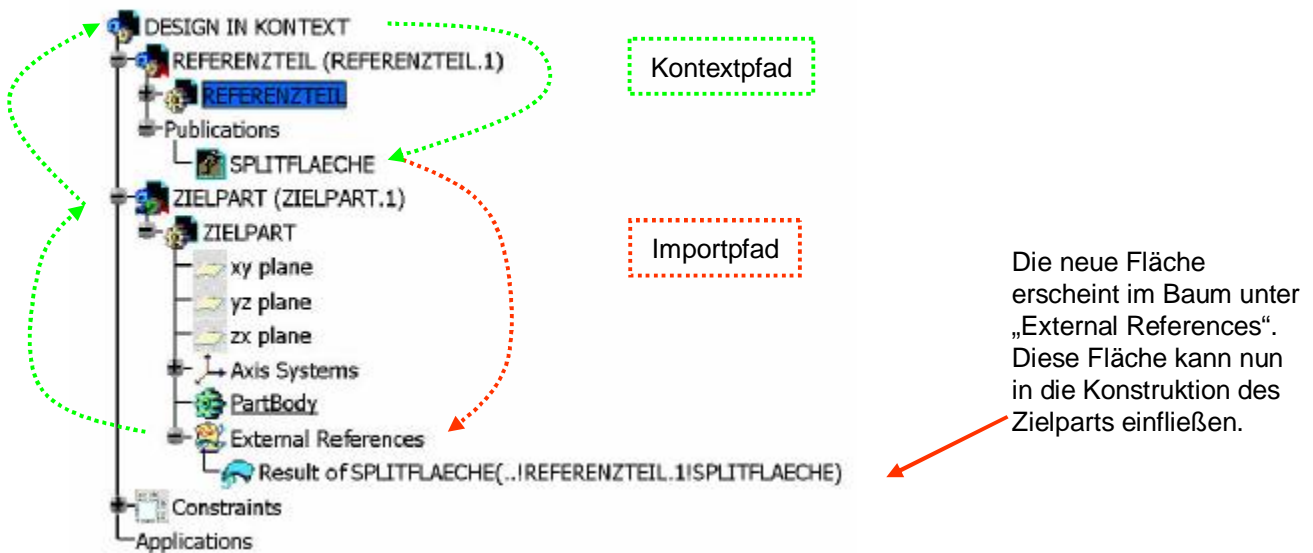 DESIGN IN KONTEXT
REFERENZTEIL (REFERENZTEIL.1)
REFERENZTEIL
Publications
SPLITFLAECHE
ZIELPART (ZIELPART.1)
ZIELPART
xy plane
yz plane
zx plane
Axis Systems
PartBody
External References
Result of SPLITFLAECHE(..!REFERENZTEIL.1!SPLITFLAECHE)
Constraints
Applications
Kontextpfad
Importpfad
Die neue Fläche
erscheint im Baum unter
„External References“.
Diese Fläche kann nun
in die Konstruktion des
Zielparts einfließen.